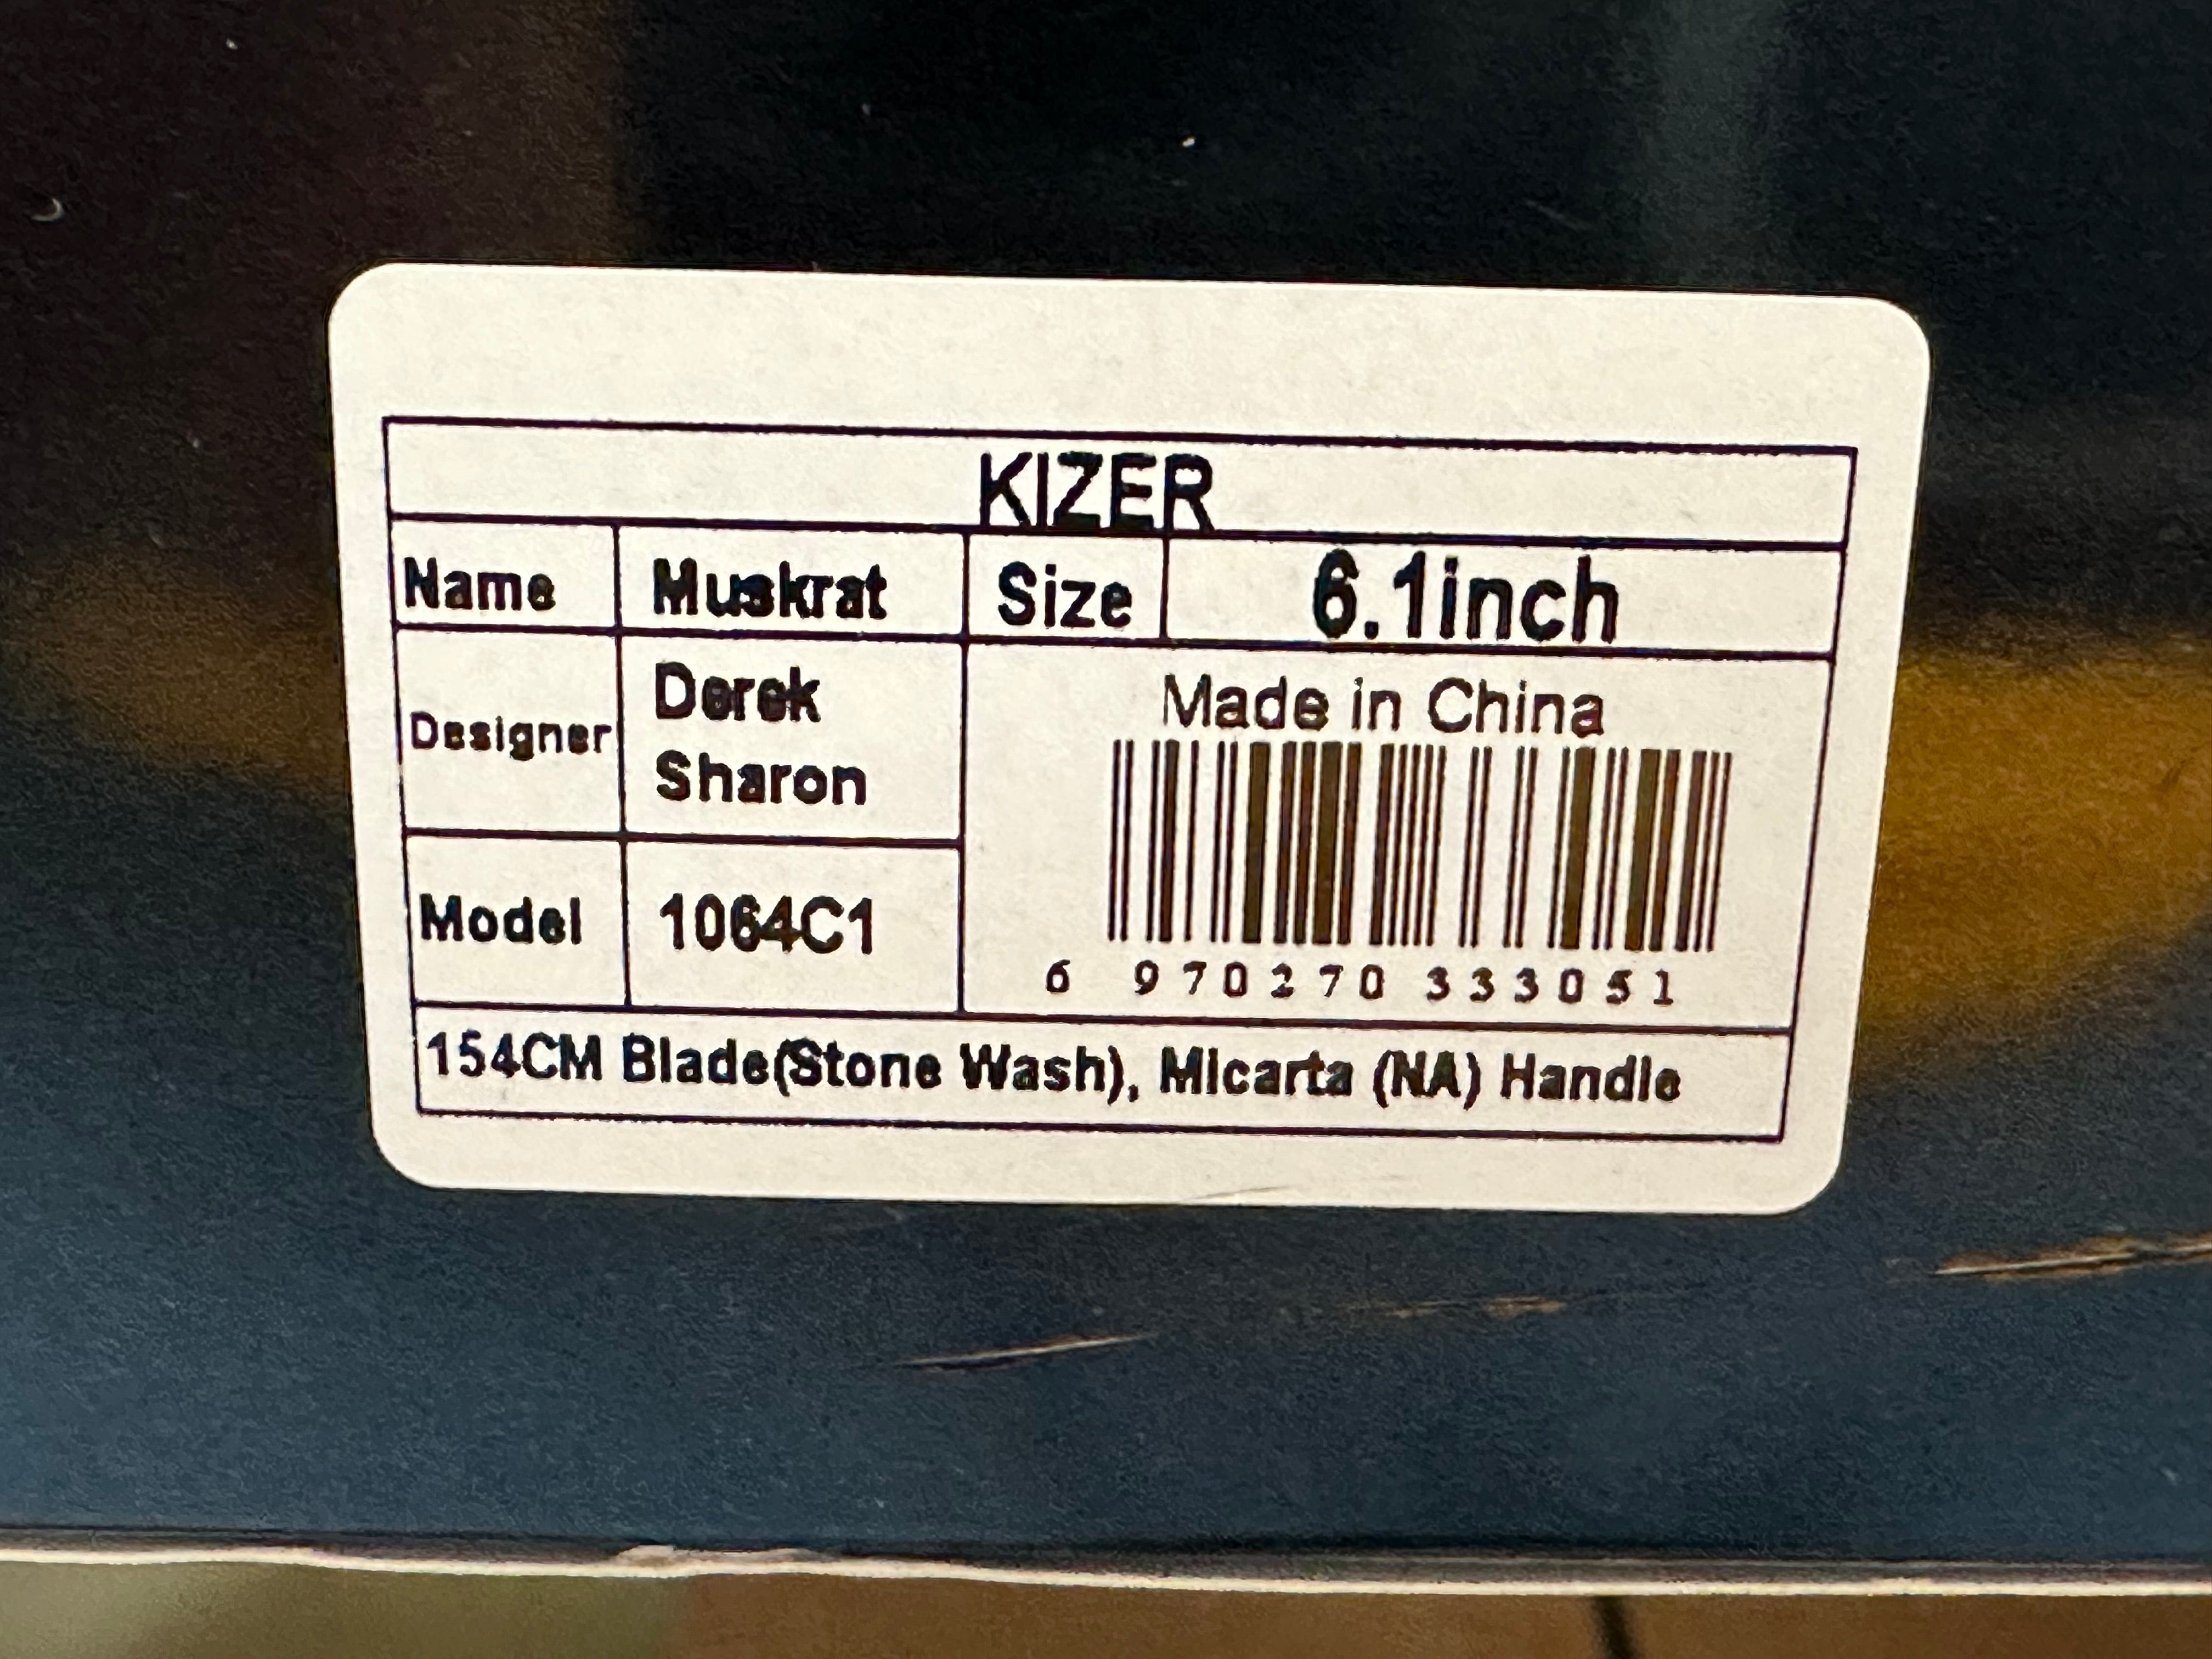 KIZER
Name Muskrat Size 6.1inch
Designer Derek
Sharon
Made in China
Model 1064C1
6 970270 333051
154CM Blade(Stone Wash), Micarta (NA) Handle